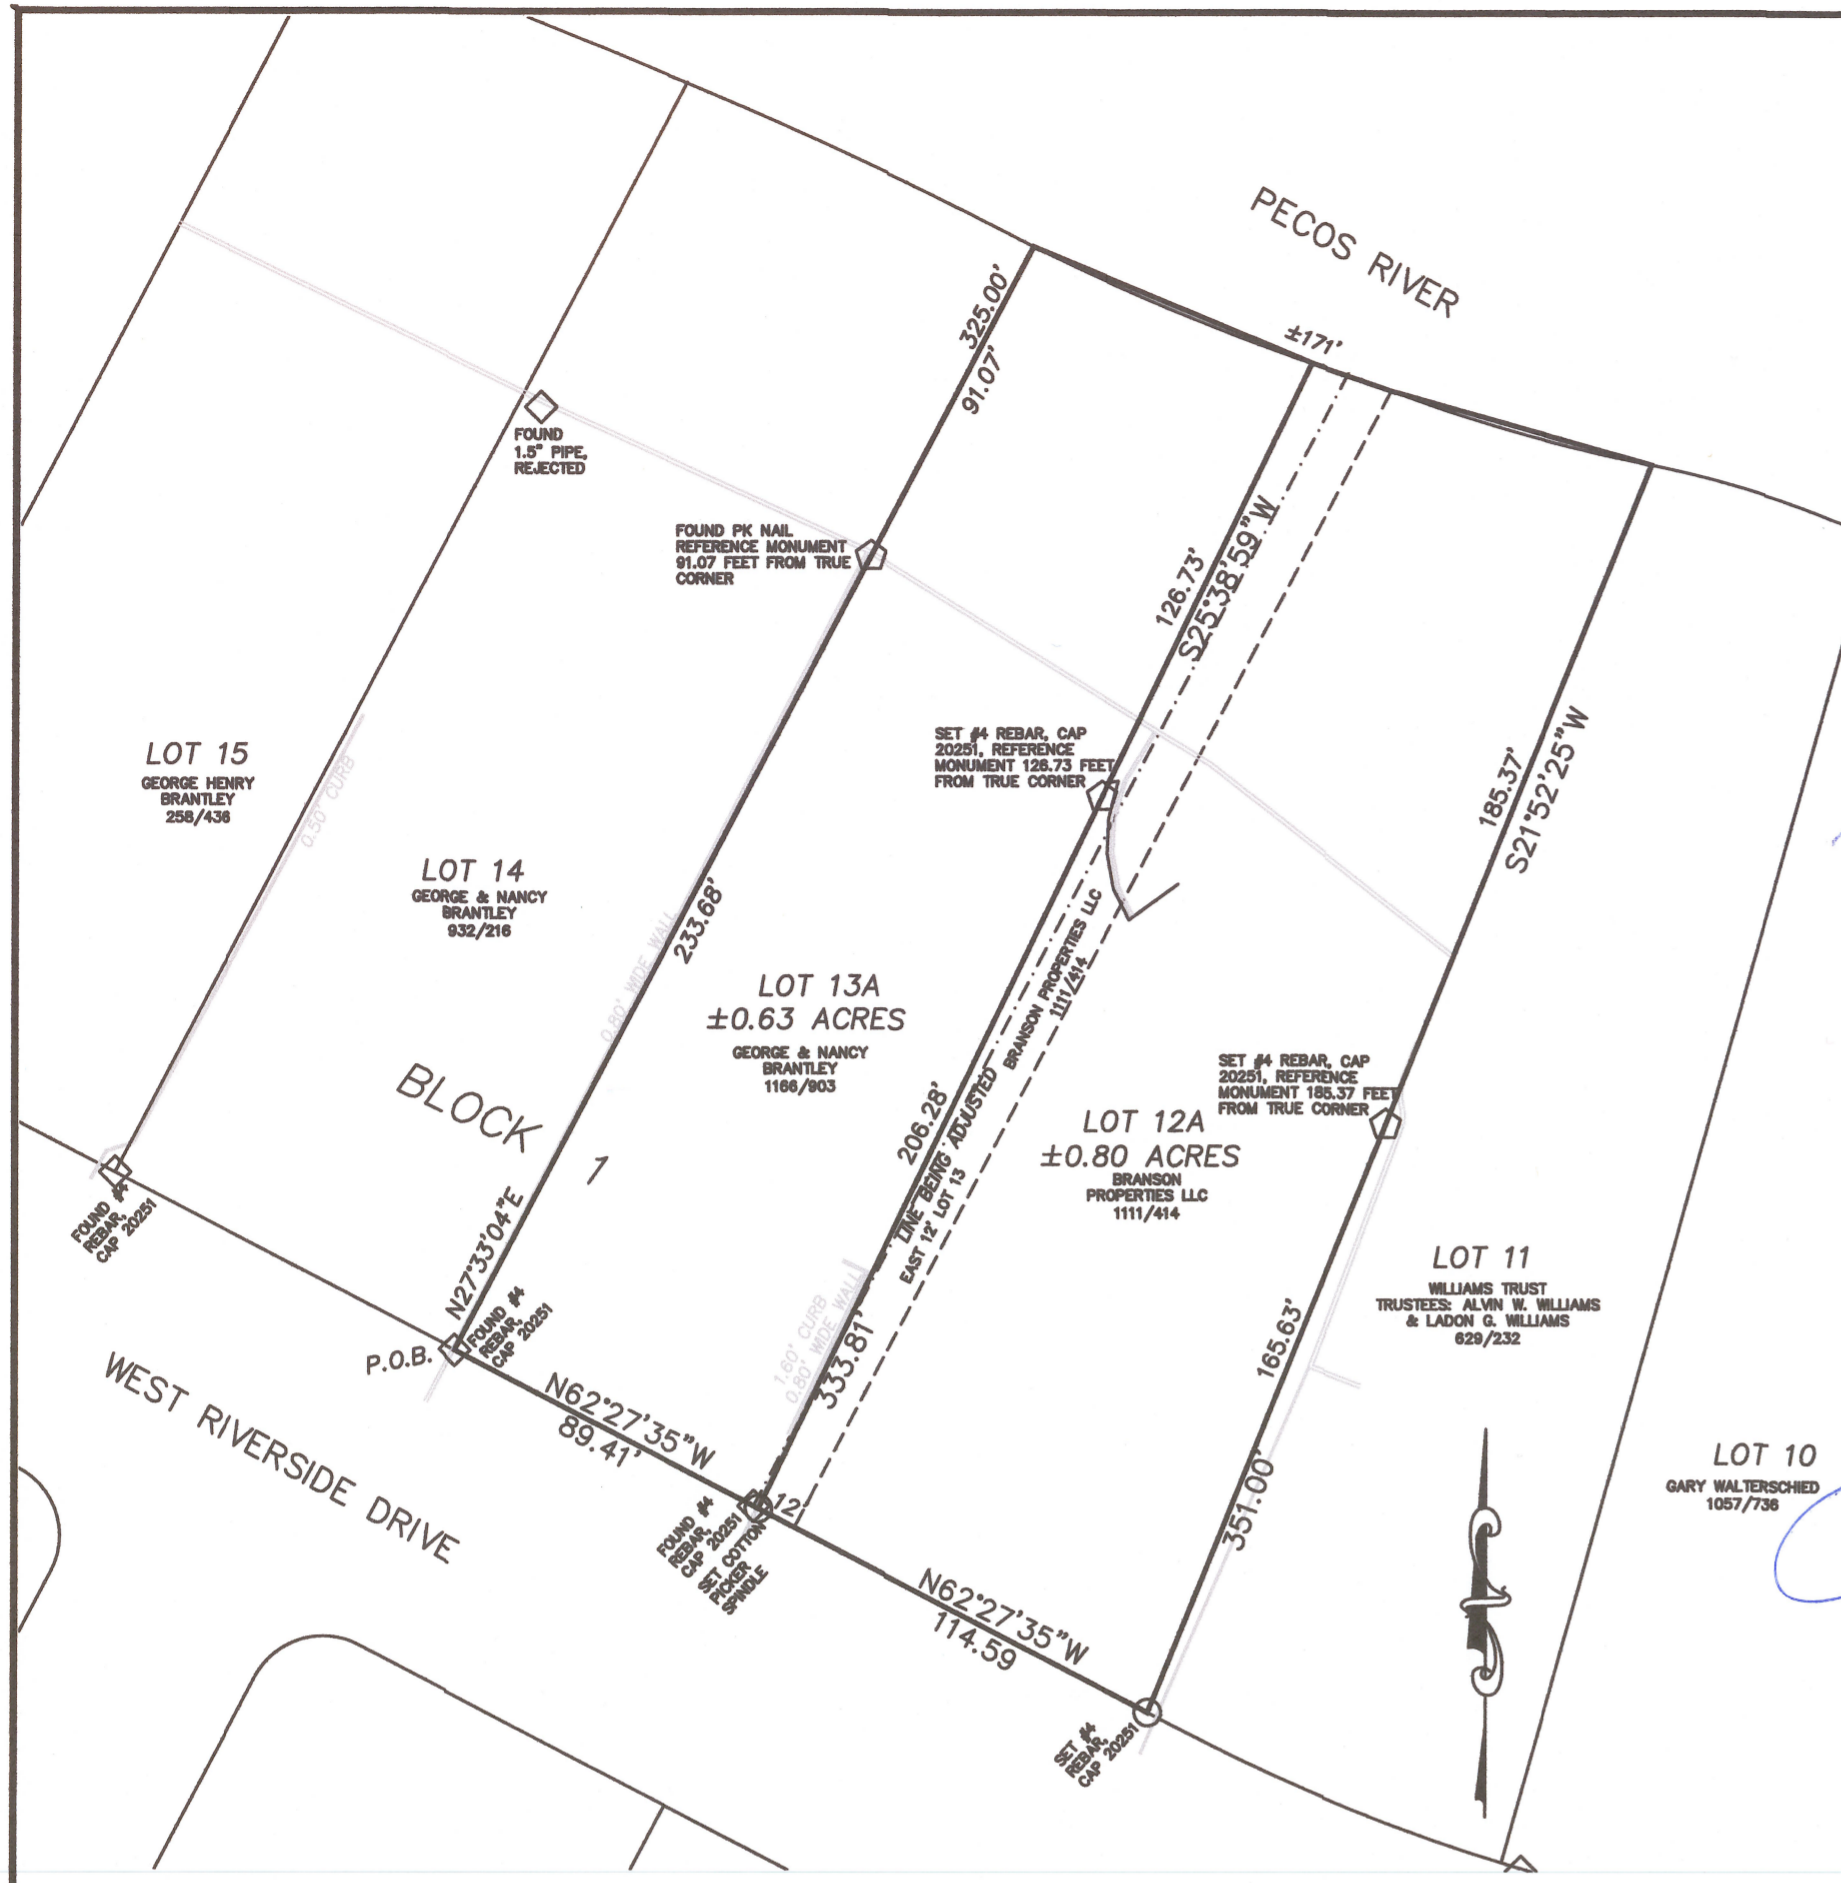 PECOS RIVER
±171'
325.00'
91.07'
FOUND
1.5" PIPE,
REJECTED
FOUND PK NAIL
REFERENCE MONUMENT
91.07 FEET FROM TRUE
CORNER
126.73'
S25°38'59"W
SET #4 REBAR, CAP
20251, REFERENCE
MONUMENT 126.73 FEET
FROM TRUE CORNER
185.37'
S21°52'25"W
LOT 15
GEORGE HENRY
BRANTLEY
258/436
0.50' CURB
LOT 14
GEORGE & NANCY
BRANTLEY
932/216
0.80' WIDE WALL
233.68'
LOT 13A
±0.63 ACRES
GEORGE & NANCY
BRANTLEY
1166/903
BRANSON PROPERTIES LLC
1111/414
LINE BEING ADJUSTED
EAST 12' LOT 13
206.28'
SET #4 REBAR, CAP
20251, REFERENCE
MONUMENT 185.37 FEET
FROM TRUE CORNER
LOT 12A
±0.80 ACRES
BRANSON
PROPERTIES LLC
1111/414
BLOCK 1
FOUND #4
REBAR,
CAP 20251
N27°33'04"E
FOUND #4
REBAR,
CAP 20251
P.O.B.
LOT 11
WILLIAMS TRUST
TRUSTEES: ALVIN W. WILLIAMS
& LADON G. WILLIAMS
629/232
1.60' CURB
0.80' WIDE WALL
333.81'
165.63'
351.00'
WEST RIVERSIDE DRIVE
N62°27'35"W
89.41'
12'
FOUND #4
REBAR,
CAP 20251
SET COTTON
PICKER
SPINDLE
N62°27'35"W
114.59
LOT 10
GARY WALTERSCHIED
1057/736
SET #4
REBAR,
CAP 20251